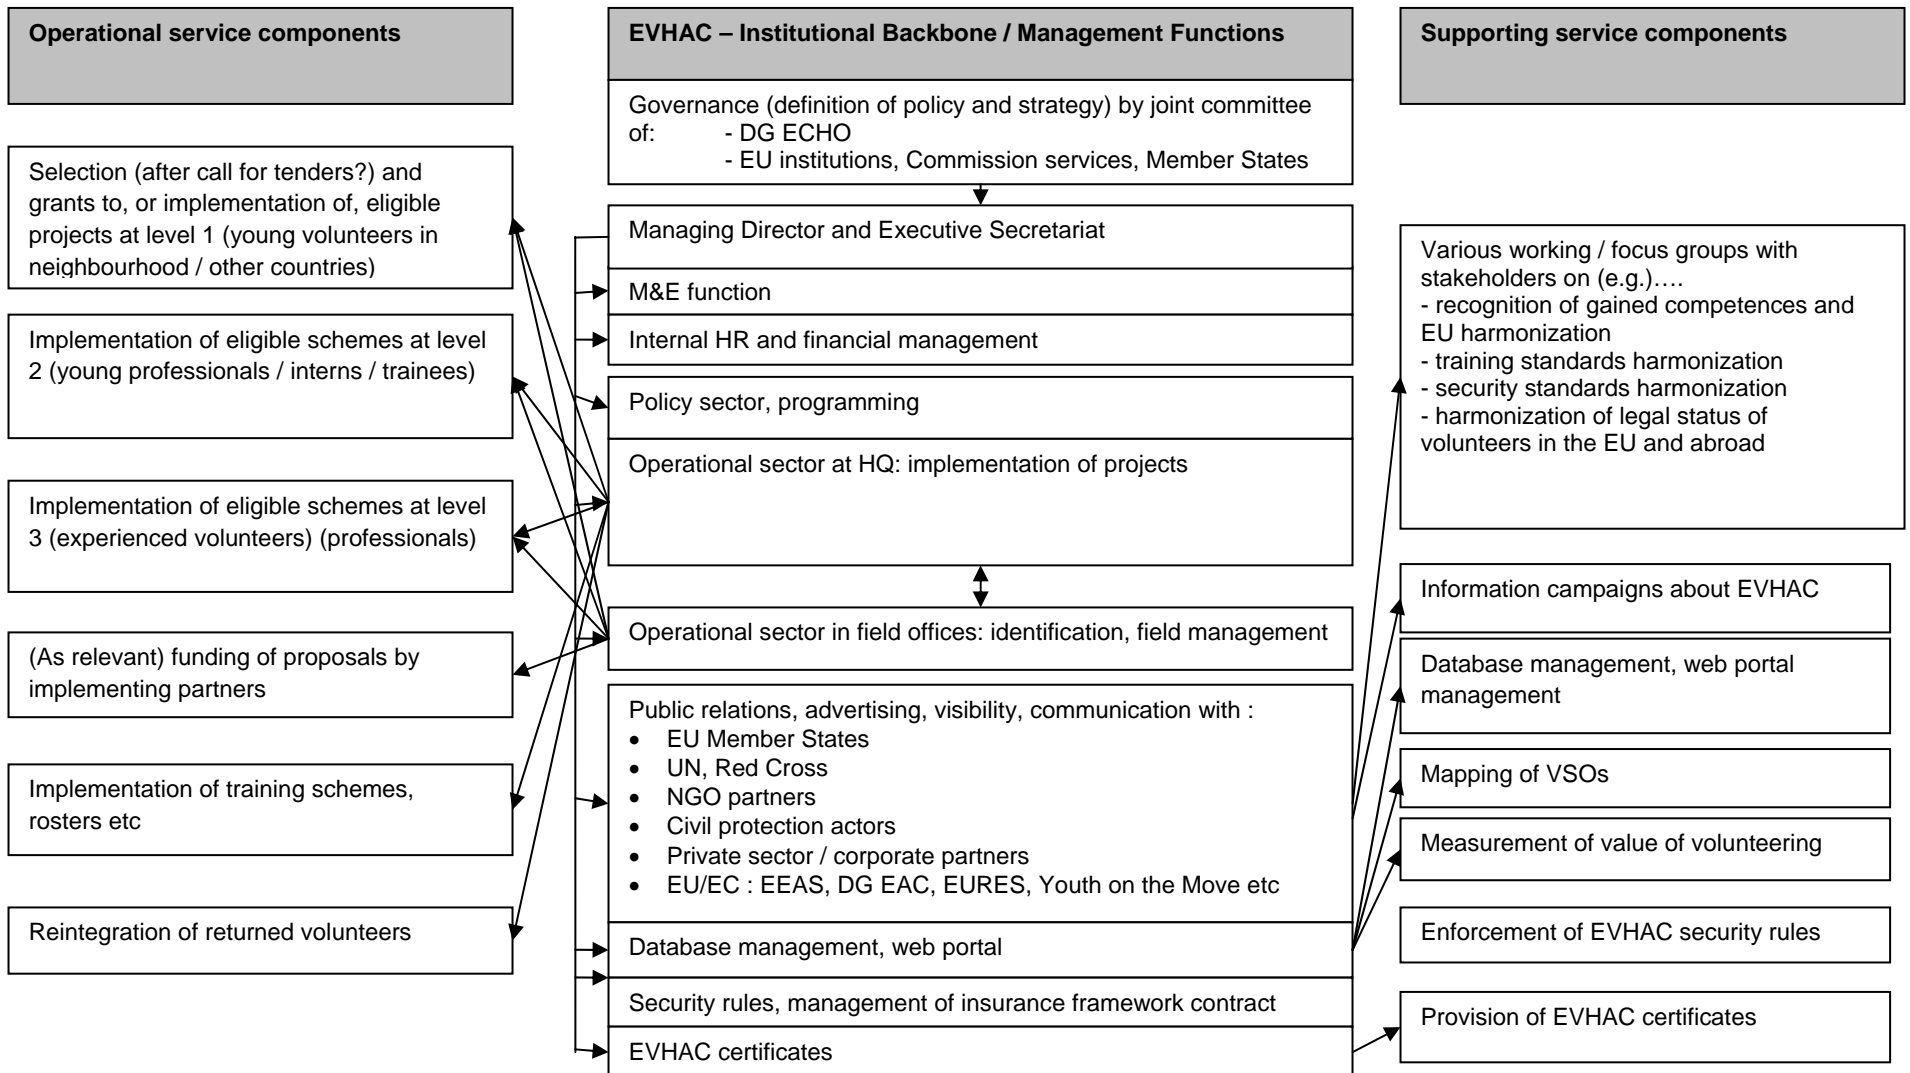 Operational service components
Selection (after call for tenders?) and
grants to, or implementation of, eligible
projects at level 1 (young volunteers in
neighbourhood / other countries)
Implementation of eligible schemes at level
2 (young professionals / interns / trainees)
Implementation of eligible schemes at level
3 (experienced volunteers) (professionals)
(As relevant) funding of proposals by
implementing partners
Implementation of training schemes,
rosters etc
Reintegration of returned volunteers
EVHAC – Institutional Backbone / Management Functions
Governance (definition of policy and strategy) by joint committee
of: - DG ECHO
- EU institutions, Commission services, Member States
Managing Director and Executive Secretariat
M&E function
Internal HR and financial management
Policy sector, programming
Operational sector at HQ: implementation of projects
Operational sector in field offices: identification, field management
Public relations, advertising, visibility, communication with :
• EU Member States
• UN, Red Cross
• NGO partners
• Civil protection actors
• Private sector / corporate partners
• EU/EC : EEAS, DG EAC, EURES, Youth on the Move etc
Database management, web portal
Security rules, management of insurance framework contract
EVHAC certificates
Supporting service components
Various working / focus groups with
stakeholders on (e.g.)….
- recognition of gained competences and
EU harmonization
- training standards harmonization
- security standards harmonization
- harmonization of legal status of
volunteers in the EU and abroad
Information campaigns about EVHAC
Database management, web portal
management
Mapping of VSOs
Measurement of value of volunteering
Enforcement of EVHAC security rules
Provision of EVHAC certificates